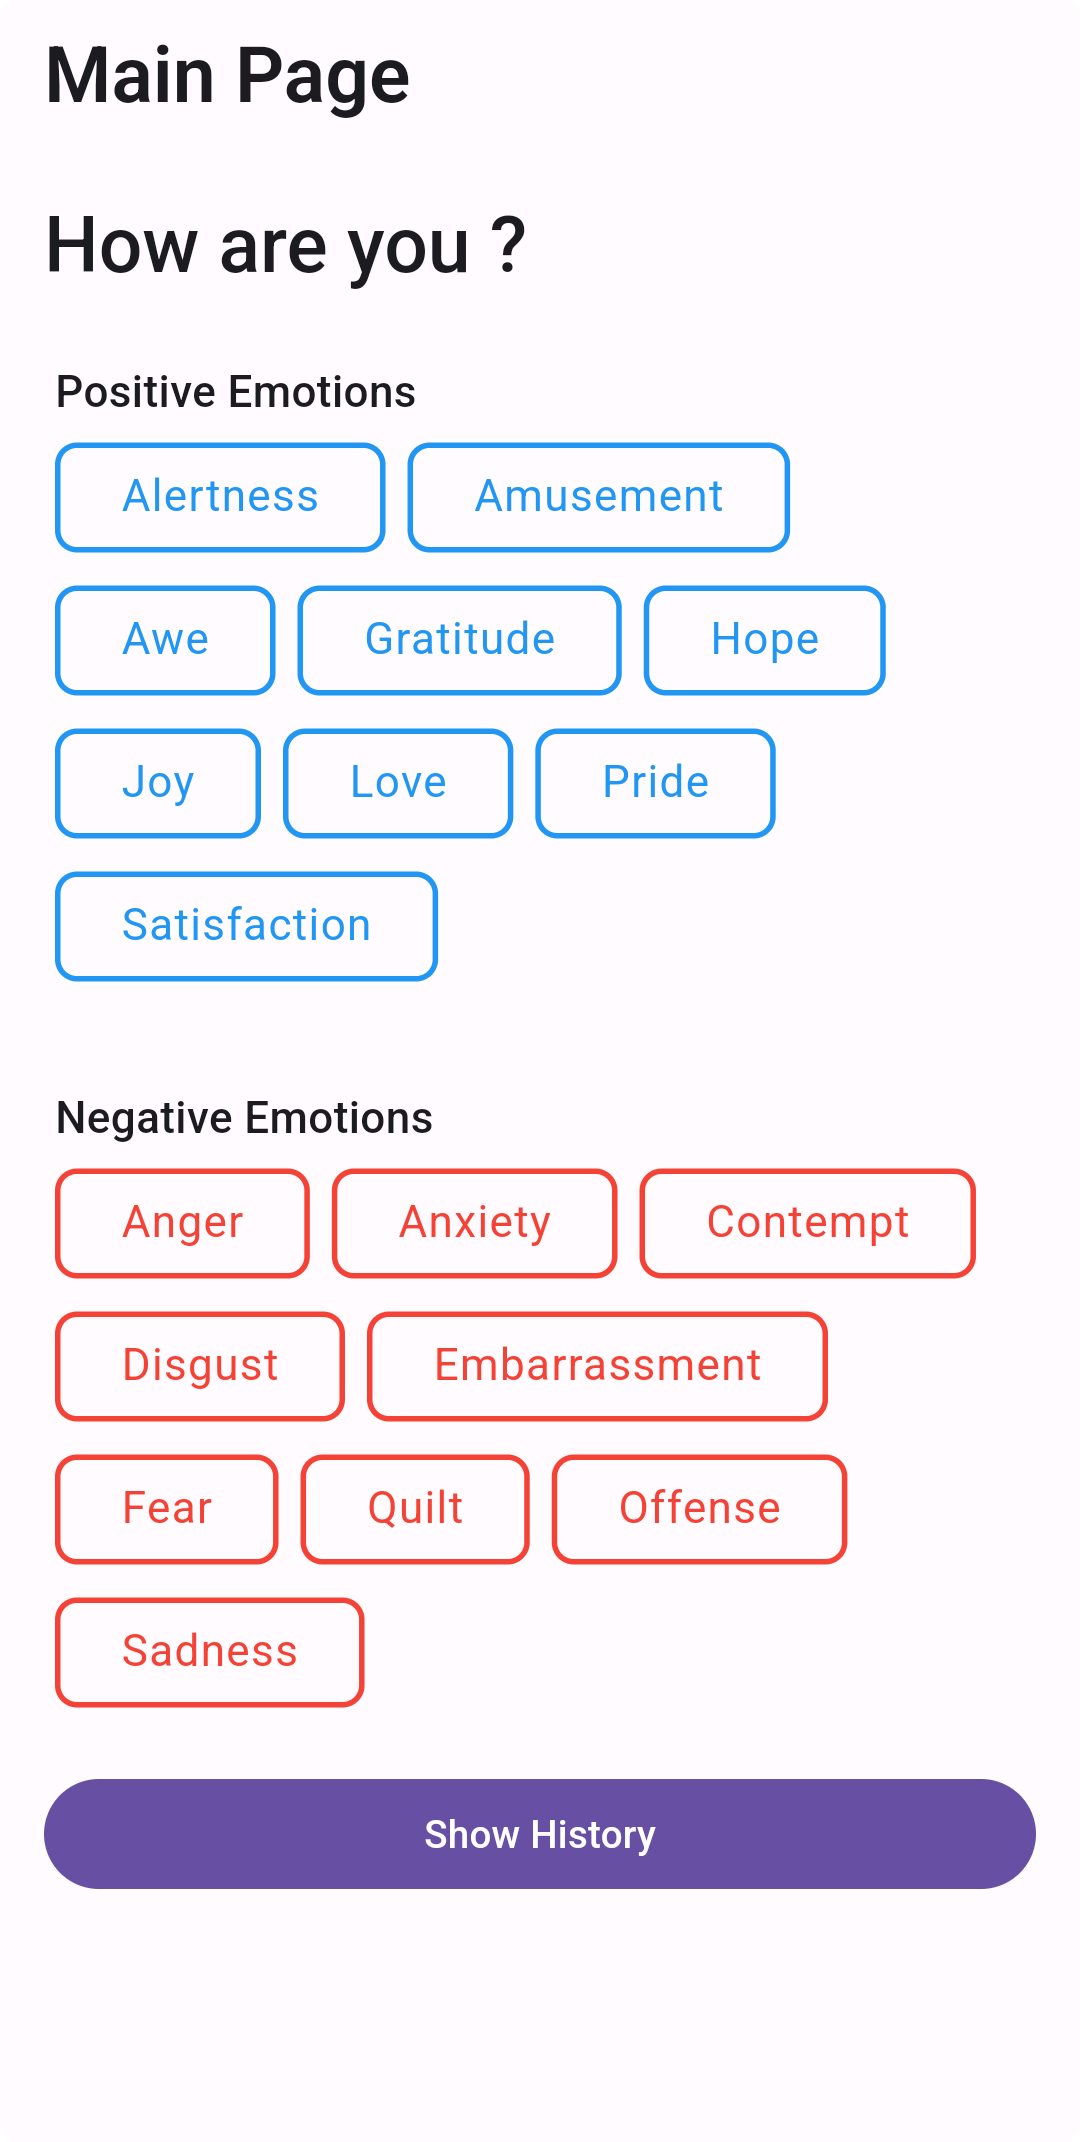 Main Page
How are you ?
Positive Emotions
Alertness Amusement
Awe Gratitude Hope
Joy Love Pride
Satisfaction
Negative Emotions
Anger Anxiety Contempt
Disgust Embarrassment
Fear Quilt Offense
Sadness
Show History